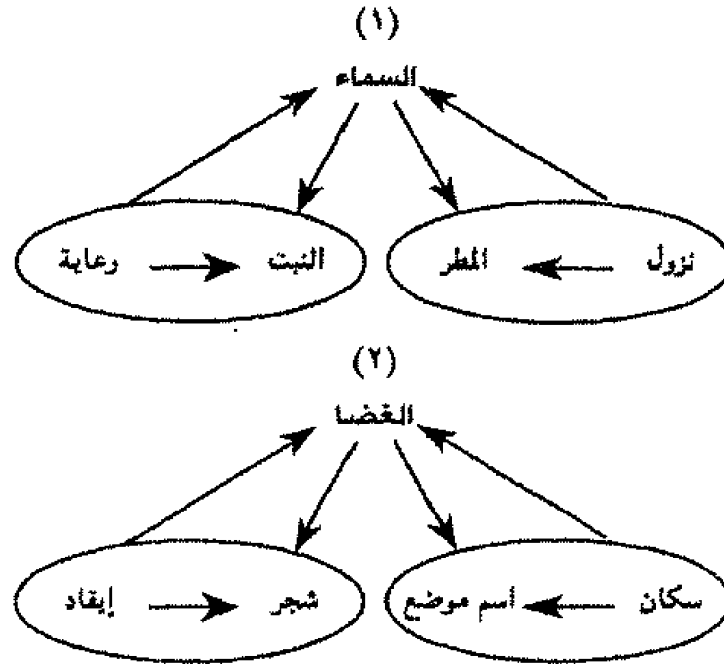 (١)
السماء
نزول المطر النبت رعاية
(٢)
الغضا
سكان اسم موضع شجر إيقاد